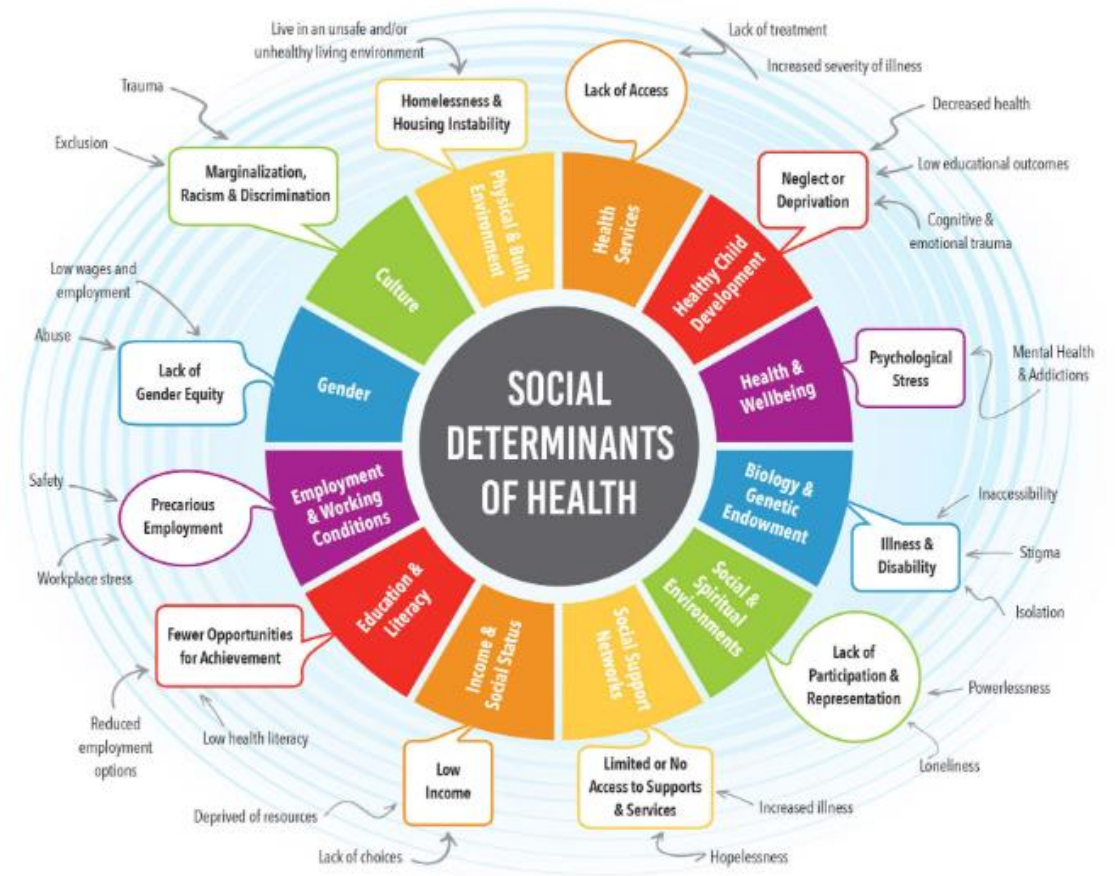 SOCIAL
DETERMINANTS
OF HEALTH
Health
Services
Lack of Access
Lack of treatment
Increased severity of illness
Healthy Child
Development
Neglect or
Deprivation
Decreased health
Low educational outcomes
Cognitive &
emotional trauma
Health &
Wellbeing
Psychological
Stress
Mental Health
& Addictions
Biology &
Genetic
Endowment
Illness &
Disability
Inaccessibility
Stigma
Isolation
Social &
Spiritual
Environments
Lack of
Participation &
Representation
Powerlessness
Loneliness
Social Support
Networks
Limited or No
Access to Supports
& Services
Increased illness
Hopelessness
Income &
Social Status
Low
Income
Deprived of resources
Lack of choices
Education &
Literacy
Fewer Opportunities
for Achievement
Reduced
employment
options
Low health literacy
Employment
& Working
Conditions
Precarious
Employment
Safety
Workplace stress
Gender
Lack of
Gender Equity
Low wages and
employment
Abuse
Culture
Marginalization,
Racism & Discrimination
Trauma
Exclusion
Physical & Built
Environment
Homelessness &
Housing Instability
Live in an unsafe and/or
unhealthy living environment